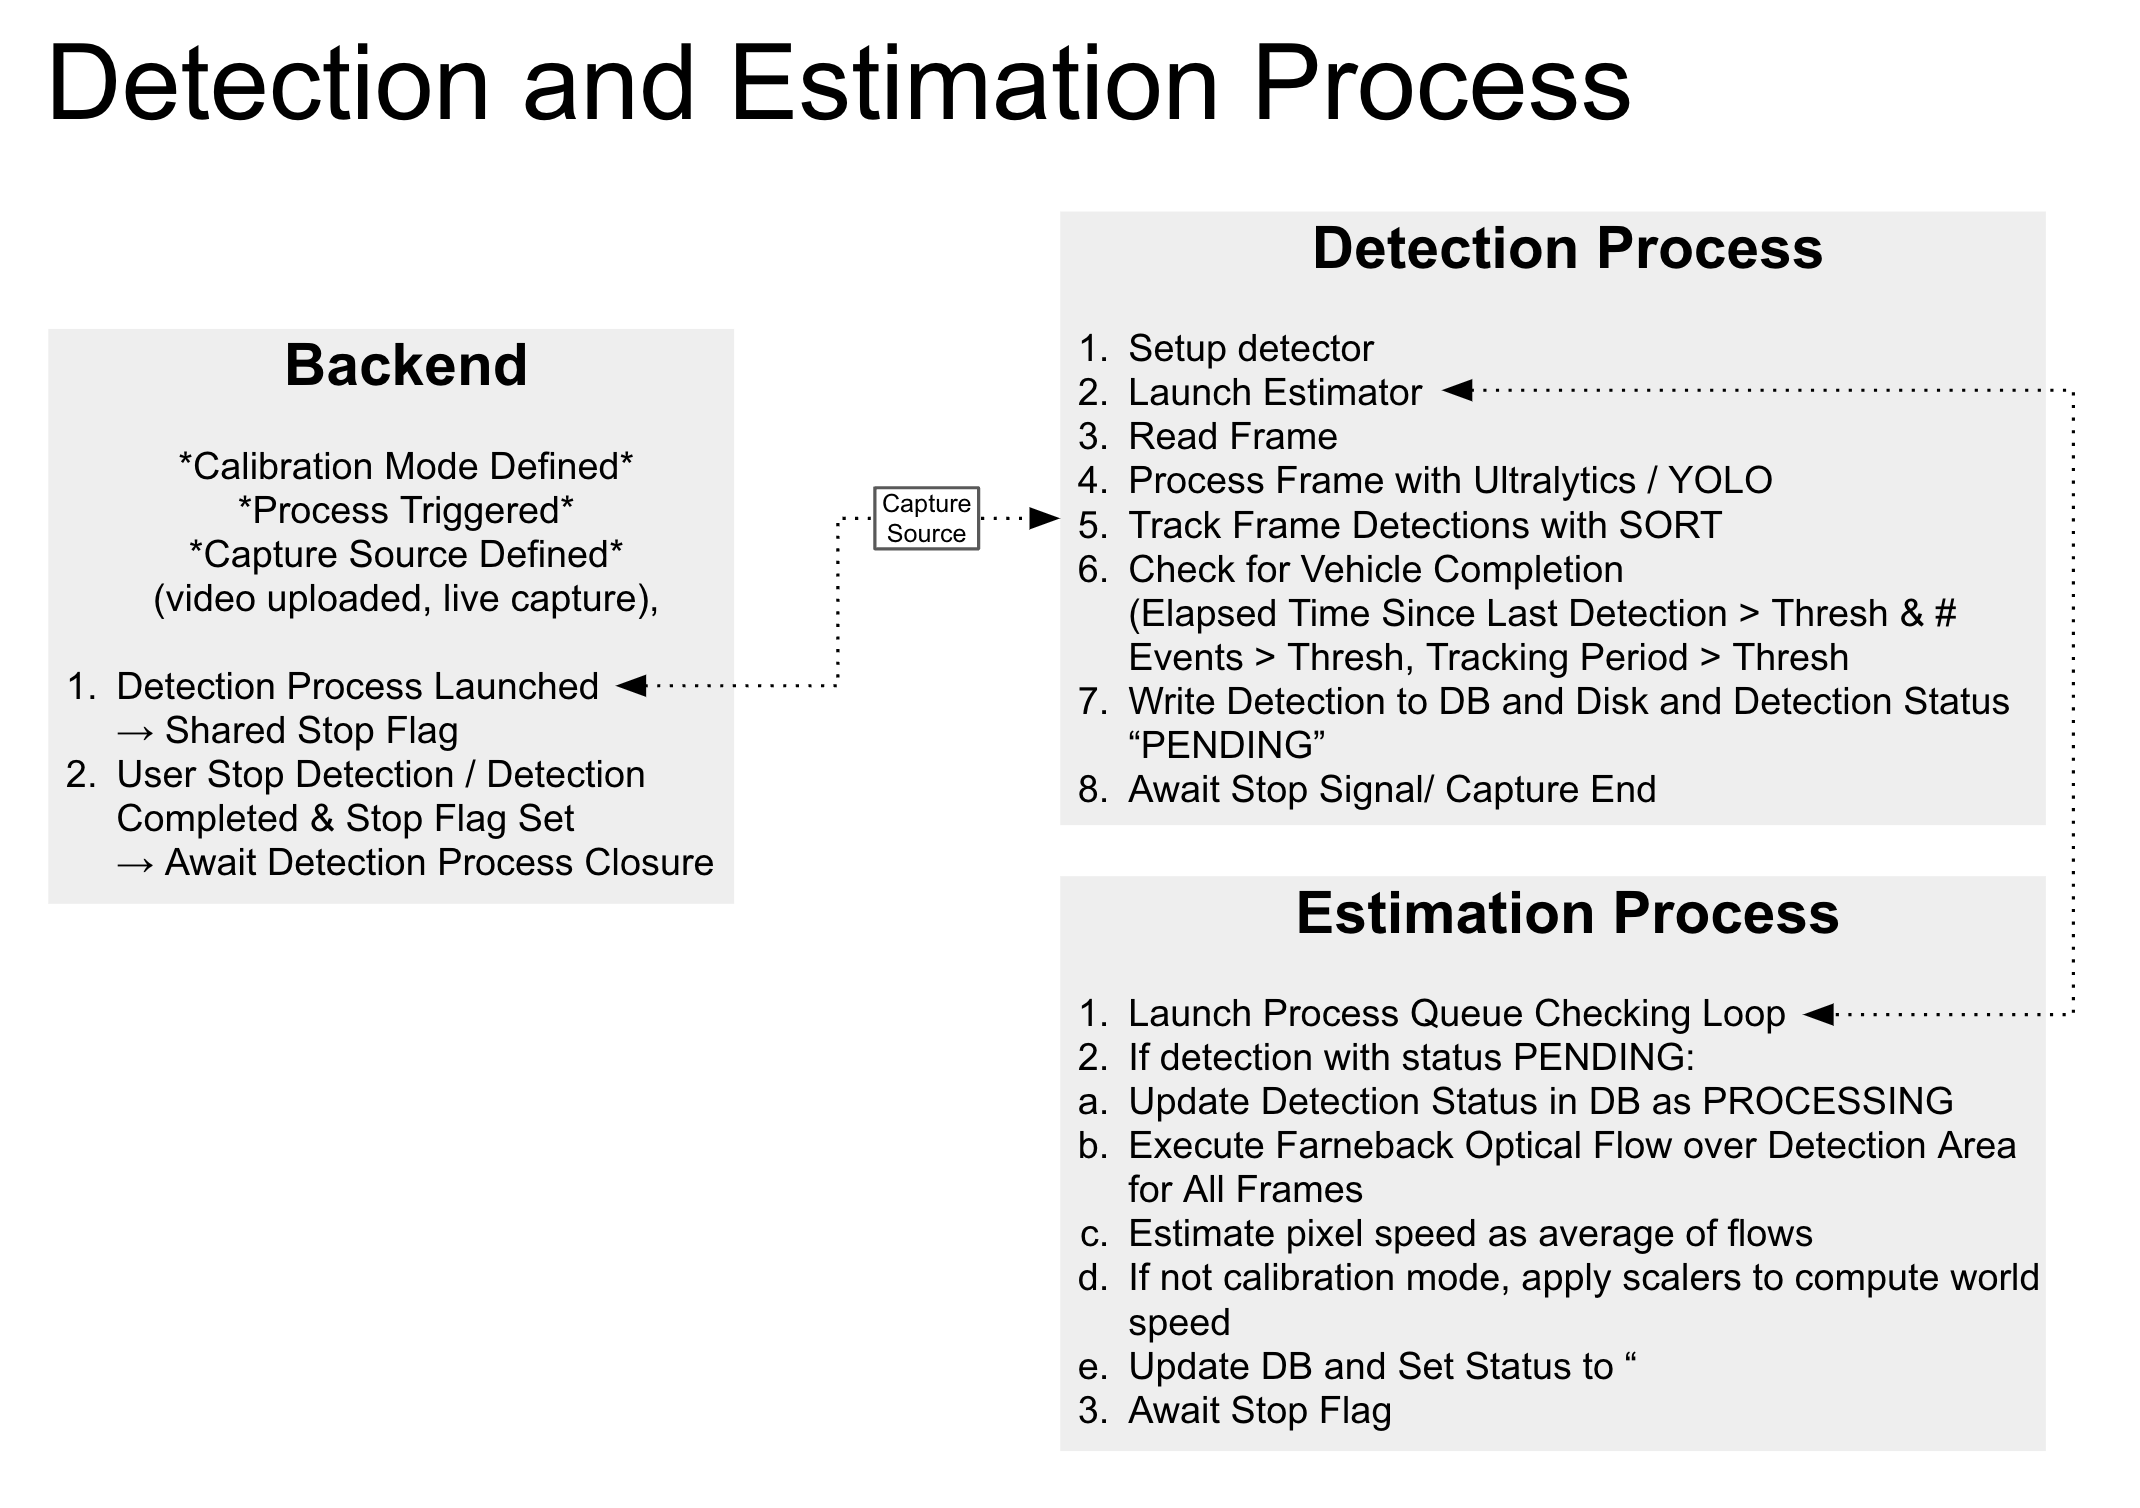 Detection and Estimation Process
Backend
*Calibration Mode Defined*
*Process Triggered*
*Capture Source Defined*
(video uploaded, live capture),
1. Detection Process Launched
→ Shared Stop Flag
2. User Stop Detection / Detection
Completed & Stop Flag Set
→ Await Detection Process Closure
Capture
Source
Detection Process
1. Setup detector
2. Launch Estimator
3. Read Frame
4. Process Frame with Ultralytics / YOLO
5. Track Frame Detections with SORT
6. Check for Vehicle Completion
(Elapsed Time Since Last Detection > Thresh & #
Events > Thresh, Tracking Period > Thresh
7. Write Detection to DB and Disk and Detection Status
“PENDING”
8. Await Stop Signal/ Capture End
Estimation Process
1. Launch Process Queue Checking Loop
2. If detection with status PENDING:
a. Update Detection Status in DB as PROCESSING
b. Execute Farneback Optical Flow over Detection Area
for All Frames
c. Estimate pixel speed as average of flows
d. If not calibration mode, apply scalers to compute world
speed
e. Update DB and Set Status to “
3. Await Stop Flag